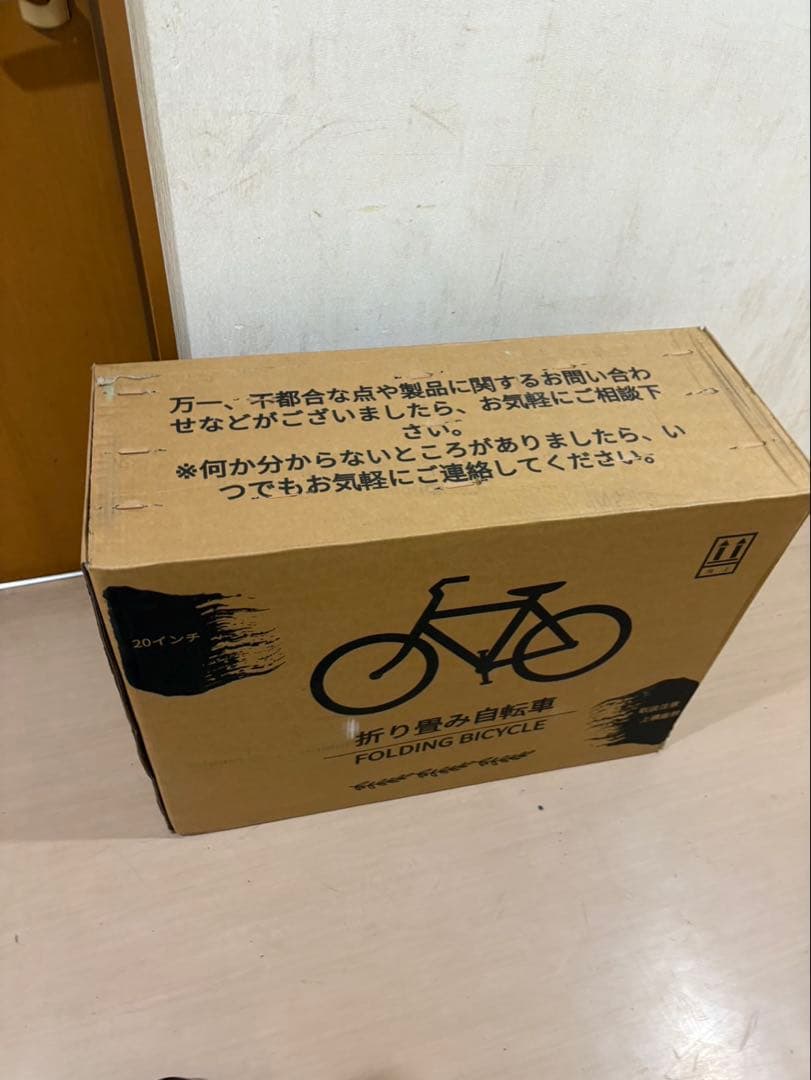 万一、不都合な点や製品に関するお問い合わ
せなどがございましたら、お気軽にご相談下
さい。
※何か分からないところがありましたら、い
つでもお気軽にご連絡してください。
20インチ
折り畳み自転車
FOLDING BICYCLE